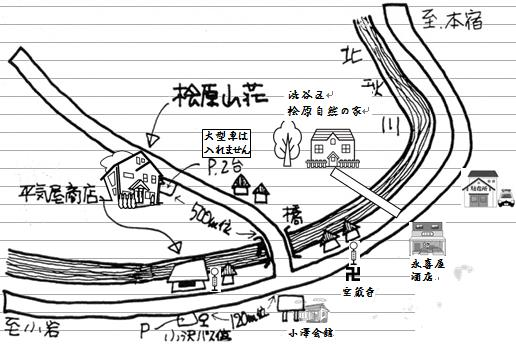 至.本宿
北
秋
川
渋谷区
桧原自然の家
桧原山荘
大型車は
入れません
P.2台
平気屋商店
500m位
橋
駐在所
永喜屋
酒店
宝蔵寺
至小岩
P
小沢バス停
120m位
小澤会館